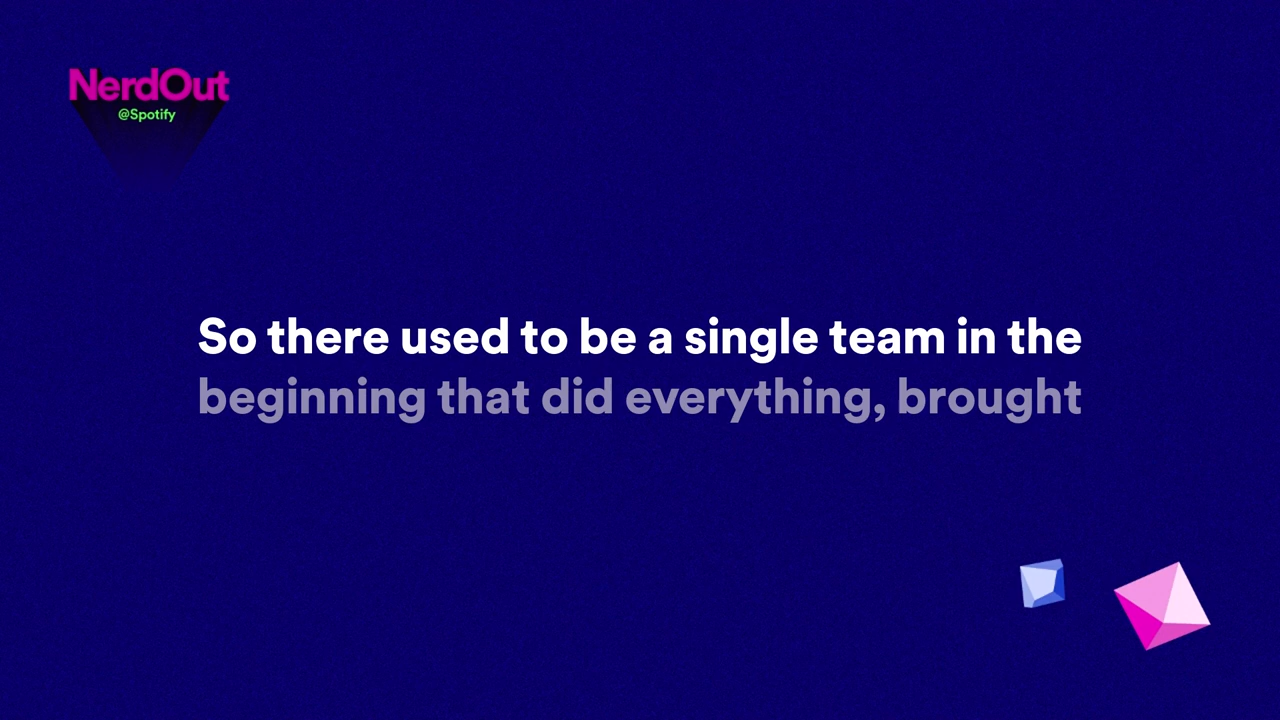 NerdOut
@Spotify
So there used to be a single team in the
beginning that did everything, brought